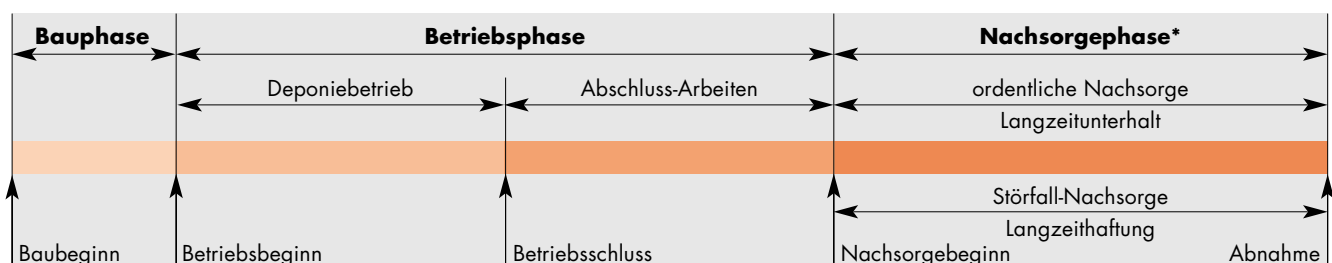 Bauphase Betriebsphase Nachsorgephase*
Deponiebetrieb Abschluss-Arbeiten ordentliche Nachsorge
Langzeitunterhalt
Störfall-Nachsorge
Langzeithaftung
Baubeginn Betriebsbeginn Betriebsschluss Nachsorgebeginn Abnahme